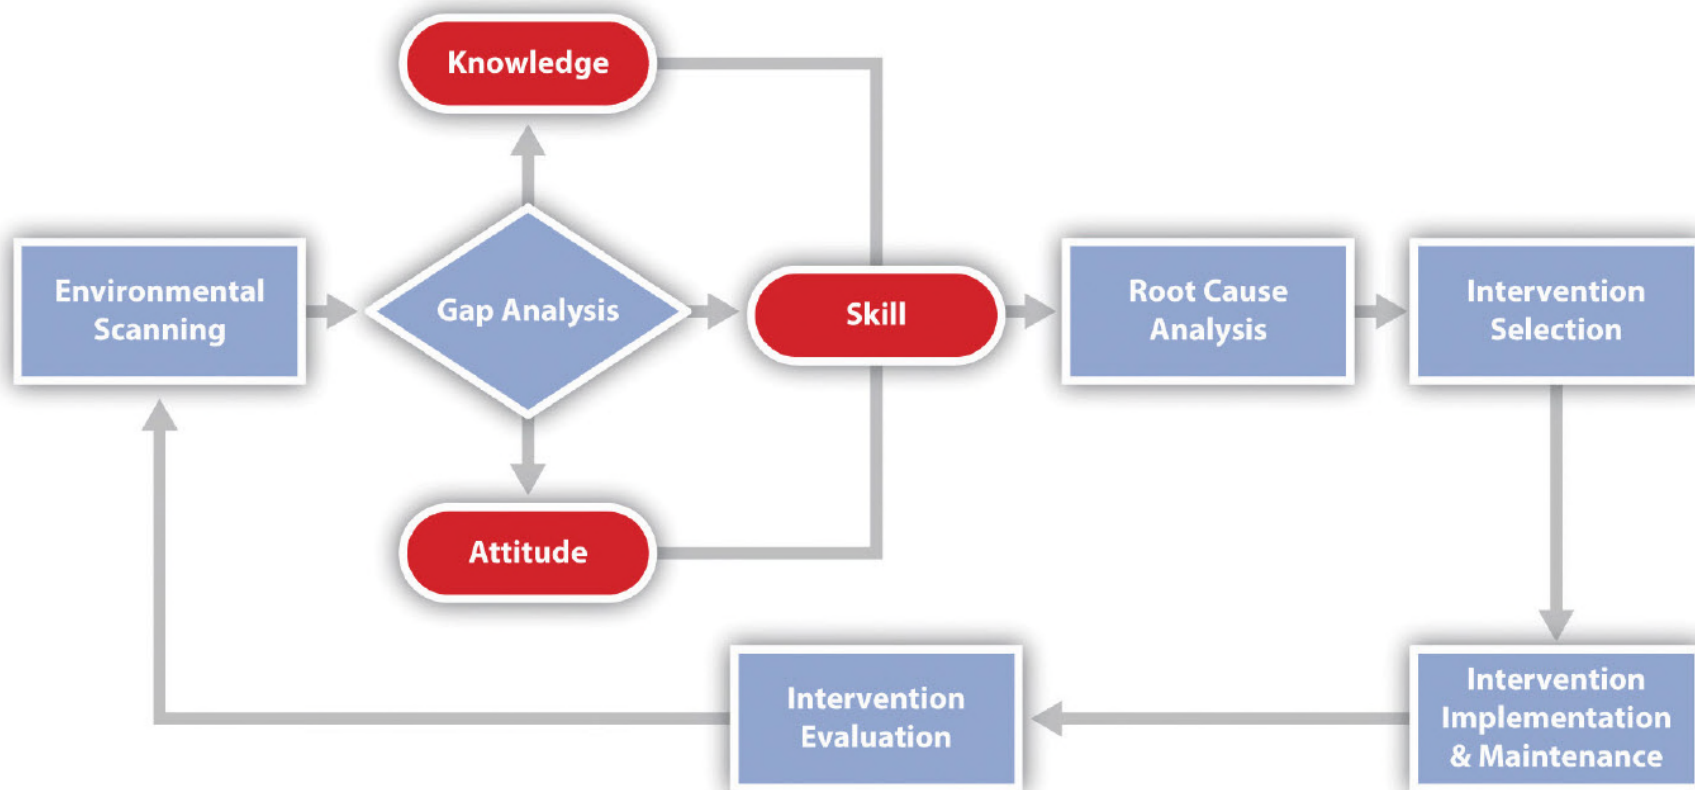 Knowledge
Environmental
Scanning
Gap Analysis
Skill
Root Cause
Analysis
Intervention
Selection
Attitude
Intervention
Evaluation
Intervention
Implementation
& Maintenance